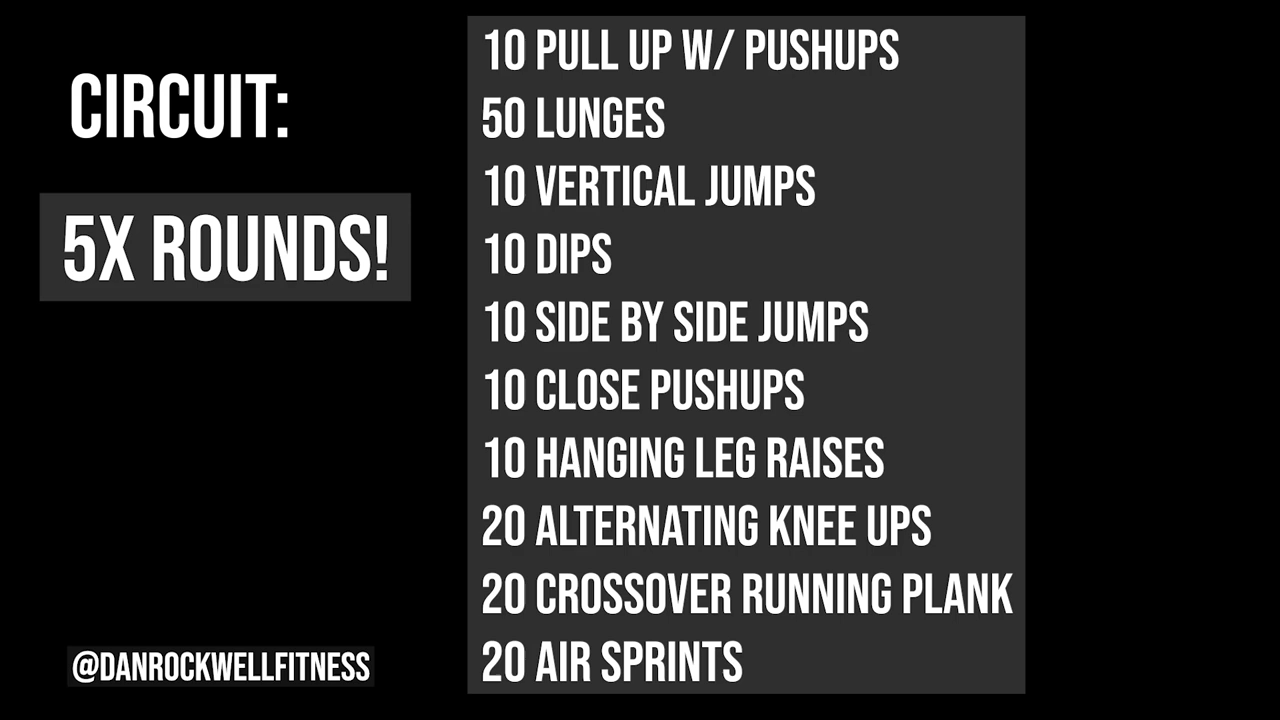 CIRCUIT:
5X ROUNDS!
10 PULL UP W/ PUSHUPS
50 LUNGES
10 VERTICAL JUMPS
10 DIPS
10 SIDE BY SIDE JUMPS
10 CLOSE PUSHUPS
10 HANGING LEG RAISES
20 ALTERNATING KNEE UPS
20 CROSSOVER RUNNING PLANK
20 AIR SPRINTS
@DANROCKWELLFITNESS